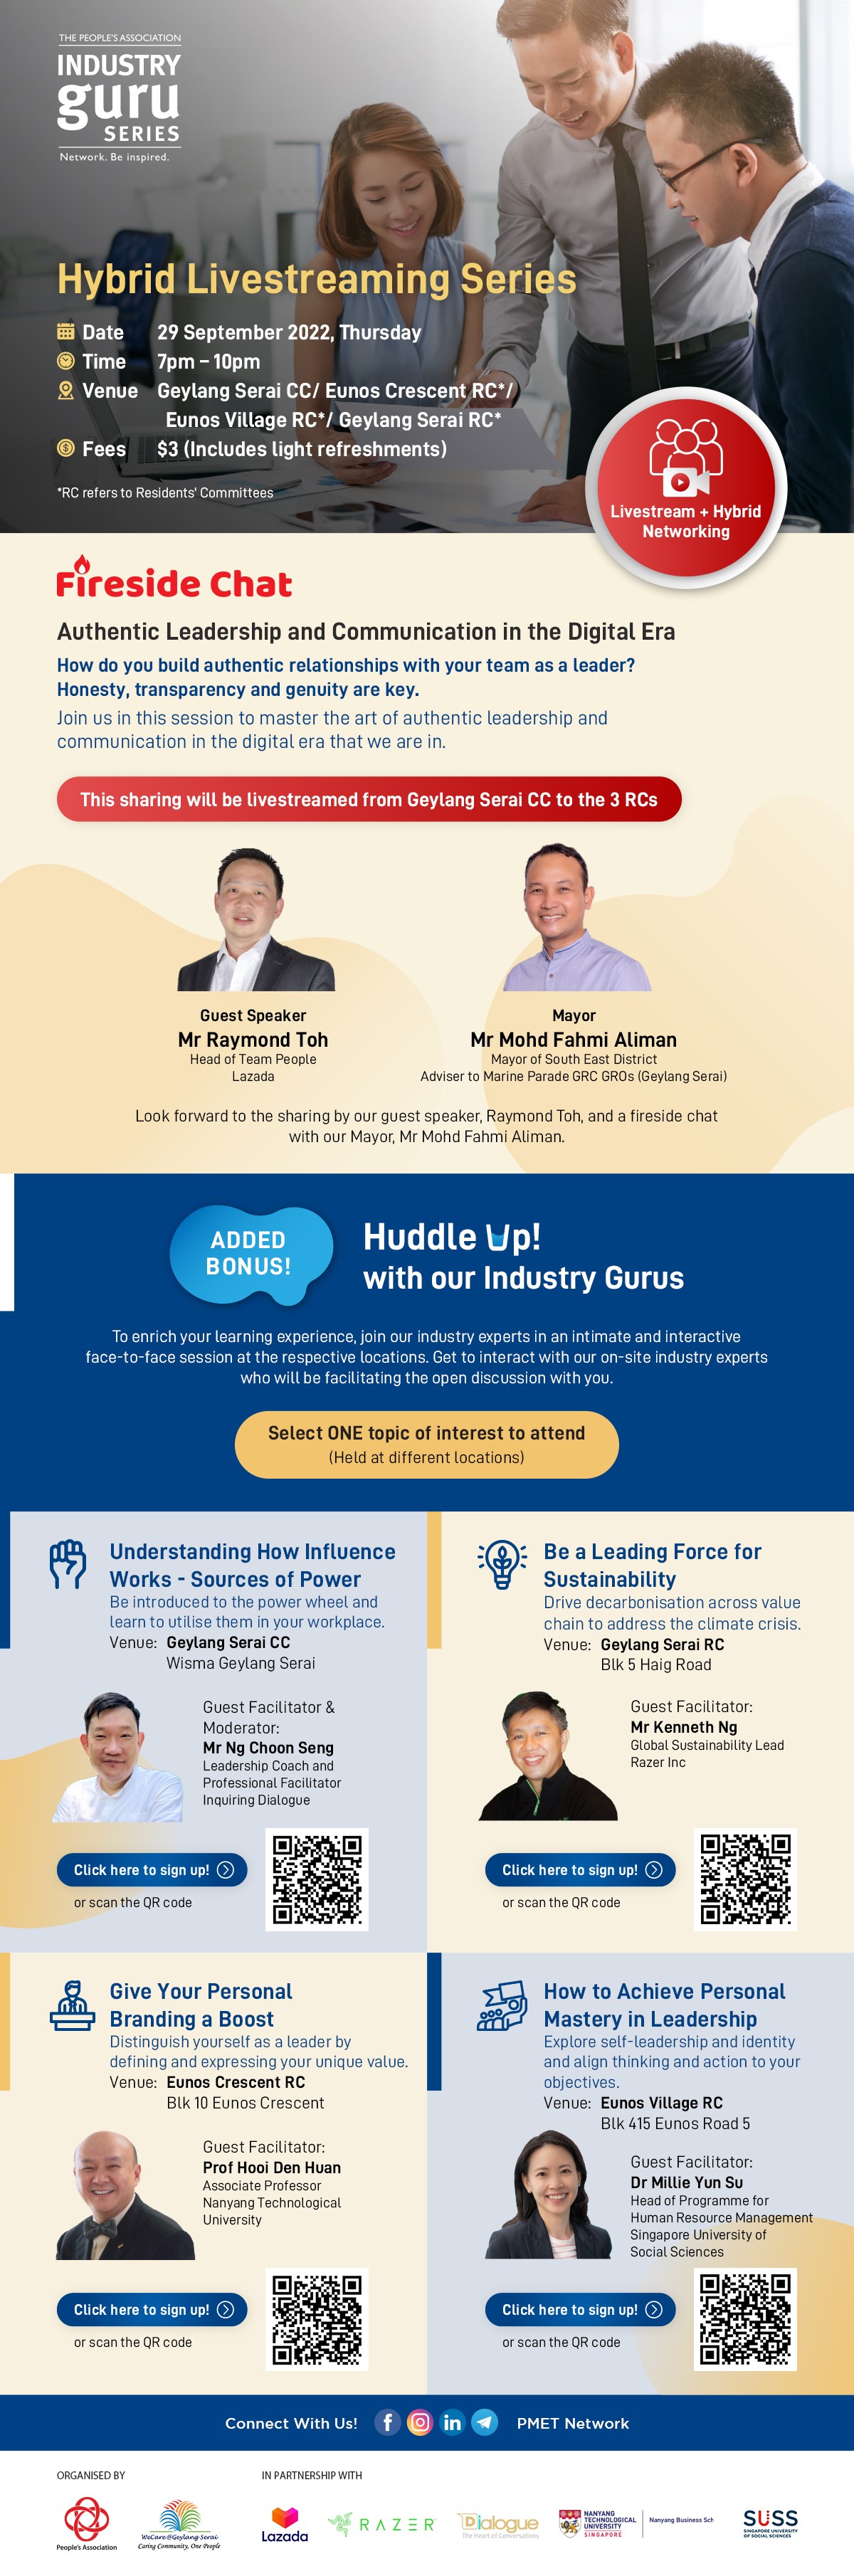 THE PEOPLE'S ASSOCIATION
INDUSTRY
guru
SERIES
Network. Be inspired.
Hybrid Livestreaming Series
Date 29 September 2022, Thursday
Time 7pm – 10pm
Venue Geylang Serai CC/ Eunos Crescent RC*/
Eunos Village RC*/ Geylang Serai RC*
Fees $3 (Includes light refreshments)
*RC refers to Residents' Committees
Livestream + Hybrid
Networking
Fireside Chat
Authentic Leadership and Communication in the Digital Era
How do you build authentic relationships with your team as a leader?
Honesty, transparency and genuity are key.
Join us in this session to master the art of authentic leadership and
communication in the digital era that we are in.
This sharing will be livestreamed from Geylang Serai CC to the 3 RCs
Guest Speaker
Mr Raymond Toh
Head of Team People
Lazada
Mayor
Mr Mohd Fahmi Aliman
Mayor of South East District
Adviser to Marine Parade GRC GROs (Geylang Serai)
Look forward to the sharing by our guest speaker, Raymond Toh, and a fireside chat
with our Mayor, Mr Mohd Fahmi Aliman.
ADDED
BONUS!
Huddle Up!
with our Industry Gurus
To enrich your learning experience, join our industry experts in an intimate and interactive
face-to-face session at the respective locations. Get to interact with our on-site industry experts
who will be facilitating the open discussion with you.
Select ONE topic of interest to attend
(Held at different locations)
Understanding How Influence
Works - Sources of Power
Be introduced to the power wheel and
learn to utilise them in your workplace.
Venue: Geylang Serai CC
Wisma Geylang Serai
Guest Facilitator &
Moderator:
Mr Ng Choon Seng
Leadership Coach and
Professional Facilitator
Inquiring Dialogue
Click here to sign up!
or scan the QR code
Be a Leading Force for
Sustainability
Drive decarbonisation across value
chain to address the climate crisis.
Venue: Geylang Serai RC
Blk 5 Haig Road
Guest Facilitator:
Mr Kenneth Ng
Global Sustainability Lead
Razer Inc
Click here to sign up!
or scan the QR code
Give Your Personal
Branding a Boost
Distinguish yourself as a leader by
defining and expressing your unique value.
Venue: Eunos Crescent RC
Blk 10 Eunos Crescent
Guest Facilitator:
Prof Hooi Den Huan
Associate Professor
Nanyang Technological
University
Click here to sign up!
or scan the QR code
How to Achieve Personal
Mastery in Leadership
Explore self-leadership and identity
and align thinking and action to your
objectives.
Venue: Eunos Village RC
Blk 415 Eunos Road 5
Guest Facilitator:
Dr Millie Yun Su
Head of Programme for
Human Resource Management
Singapore University of
Social Sciences
Click here to sign up!
or scan the QR code
Connect With Us! PMET Network
ORGANISED BY
People's Association
WeCare@Geylang Serai
Caring Community, One People
IN PARTNERSHIP WITH
Lazada
RAZER
Dialogue
The Heart of Conversations
NANYANG
TECHNOLOGICAL
UNIVERSITY
SINGAPORE
Nanyang Business Sch
SUSS
SINGAPORE UNIVERSITY
OF SOCIAL SCIENCES